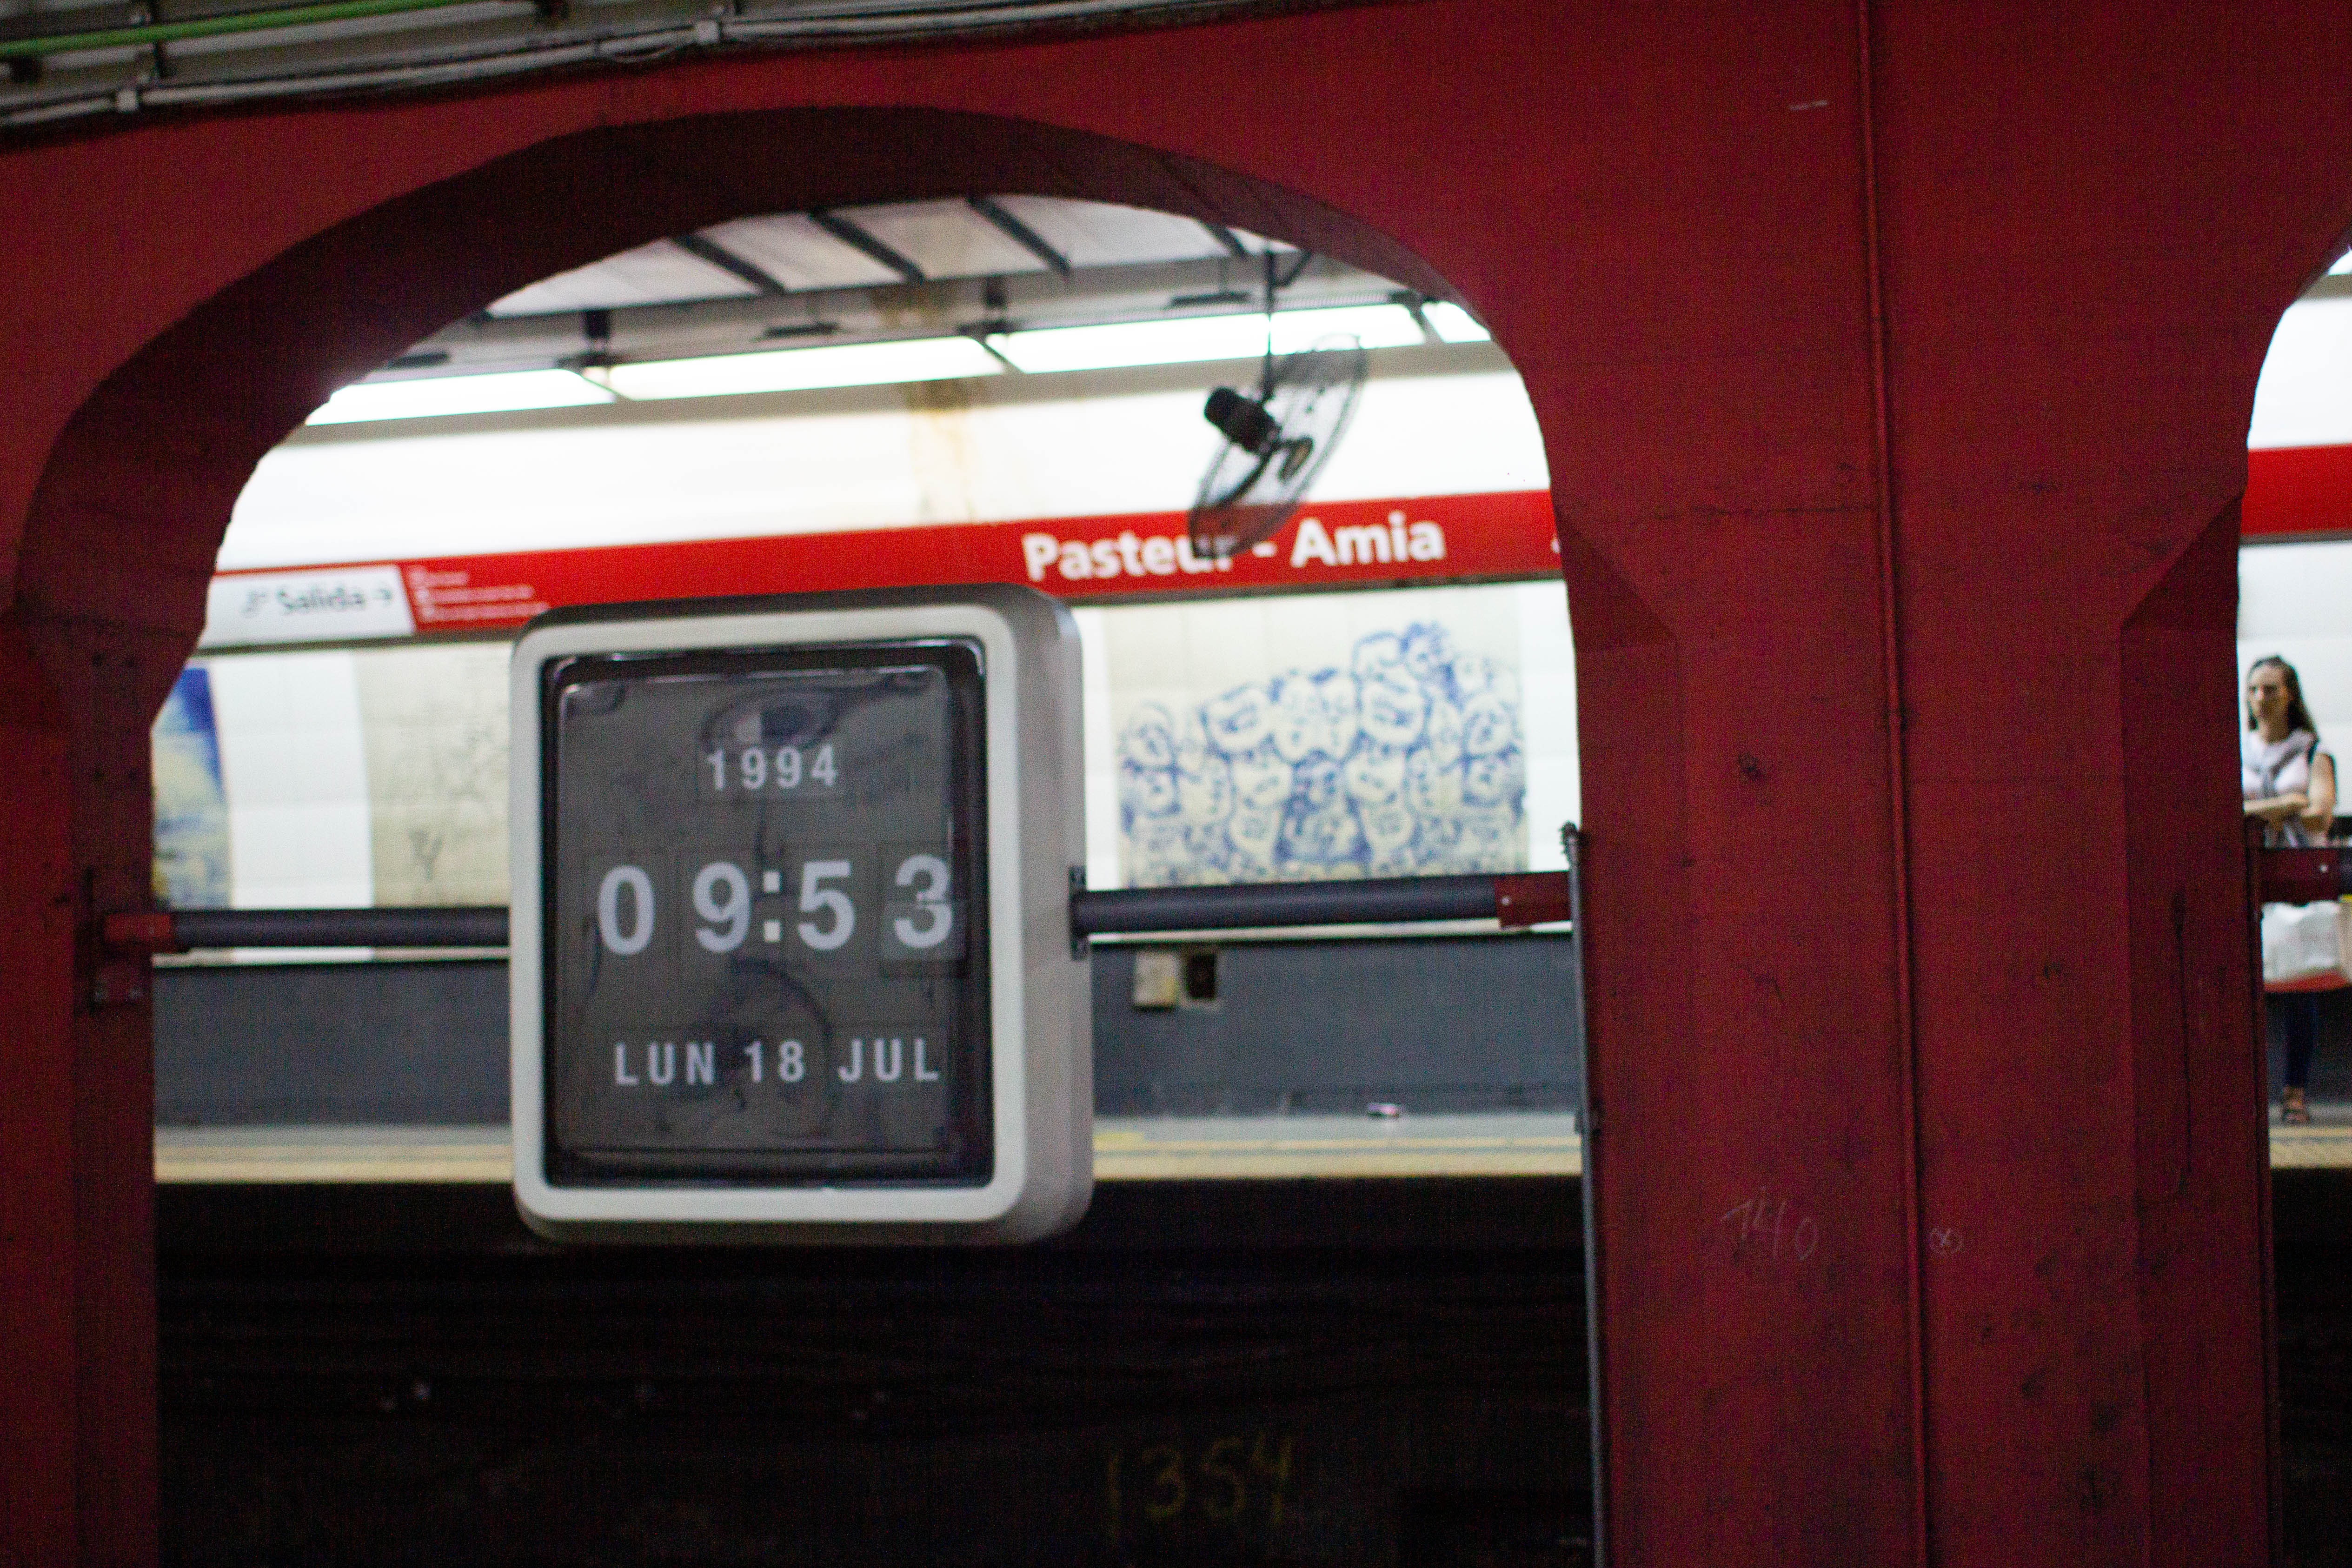 Pasteur - Amia
Salida →
1994
09:53
LUN 18 JUL
140
1354